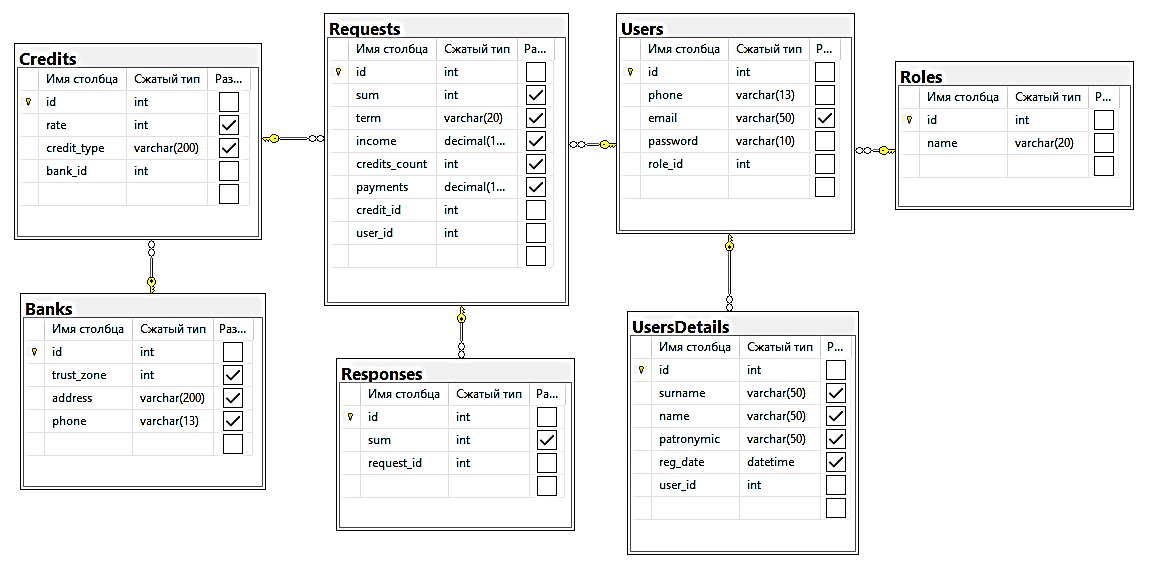 Credits
Имя столбца Сжатый тип Раз...
id int
rate int
credit_type varchar(200)
bank_id int
Requests
Имя столбца Сжатый тип Ра...
id int
sum int
term varchar(20)
income decimal(1...
credits_count int
payments decimal(1...
credit_id int
user_id int
Users
Имя столбца Сжатый тип Р...
id int
phone varchar(13)
email varchar(50)
password varchar(10)
role_id int
Roles
Имя столбца Сжатый тип Р...
id int
name varchar(20)
Banks
Имя столбца Сжатый тип Раз...
id int
trust_zone int
address varchar(200)
phone varchar(13)
Responses
Имя столбца Сжатый тип Ра...
id int
sum int
request_id int
UsersDetails
Имя столбца Сжатый тип Р...
id int
surname varchar(50)
name varchar(50)
patronymic varchar(50)
reg_date datetime
user_id int